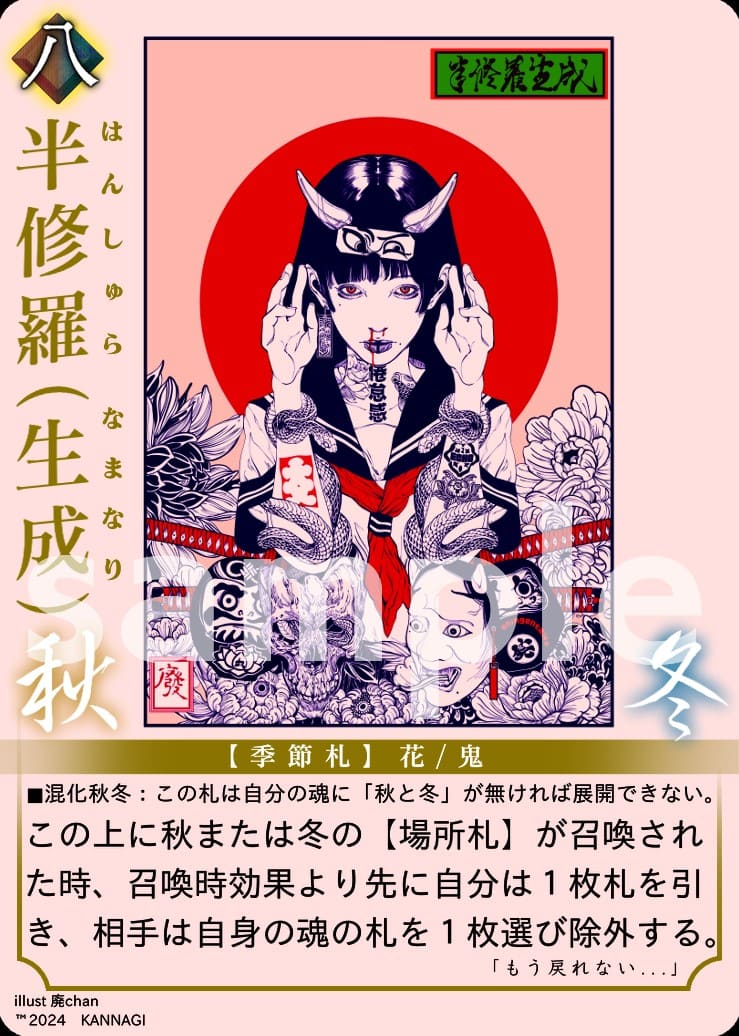 八
半修羅(生成)
はんしゅら なまなり
半修羅生成
倦怠感
sample
廢
秋
冬
【季節札】花/鬼
■混化秋冬：この札は自分の魂に「秋と冬」が無ければ展開できない。
この上に秋または冬の【場所札】が召喚され
た時、召喚時効果より先に自分は１枚札を引
き、相手は自身の魂の札を１枚選び除外する。
「もう戻れない...」
illust 廃chan
™2024 KANNAGI